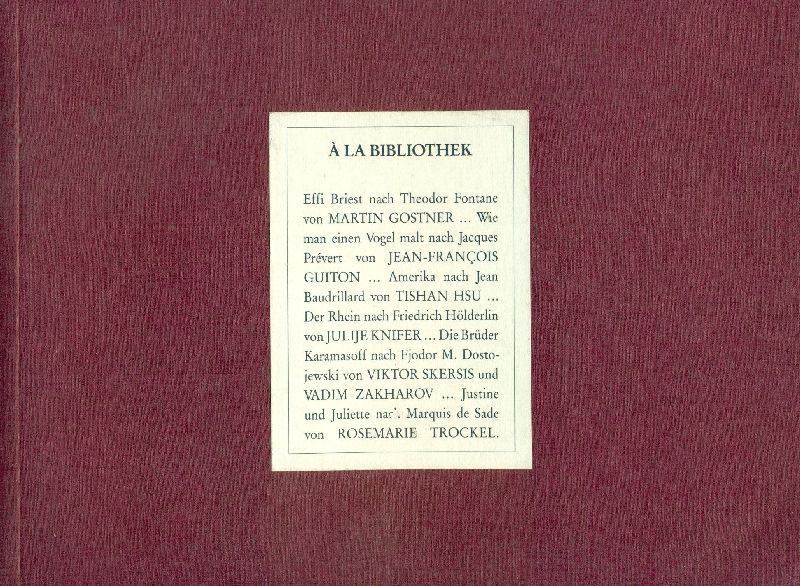 À LA BIBLIOTHEK
Effi Briest nach Theodor Fontane
von MARTIN GOSTNER ... Wie
man einen Vogel malt nach Jacques
Prévert von JEAN-FRANÇOIS
GUITON ... Amerika nach Jean
Baudrillard von TISHAN HSU ...
Der Rhein nach Friedrich Hölderlin
von JULIJE KNIFER ... Die Brüder
Karamasoff nach Fjodor M. Dosto-
jewski von VIKTOR SKERSIS und
VADIM ZAKHAROV ... Justine
und Juliette Marquis de Sade
von ROSEMARIE TROCKEL.